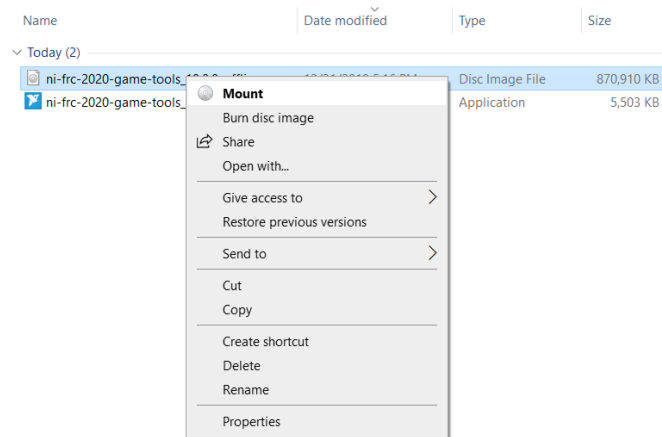 Name Date modified Type Size
Today (2)
ni-frc-2020-game-tools_ Disc Image File 870,910 KB
Mount
ni-frc-2020-game-tools_ Application 5,503 KB
Burn disc image
Share
Open with...
Give access to
Restore previous versions
Send to
Cut
Copy
Create shortcut
Delete
Rename
Properties